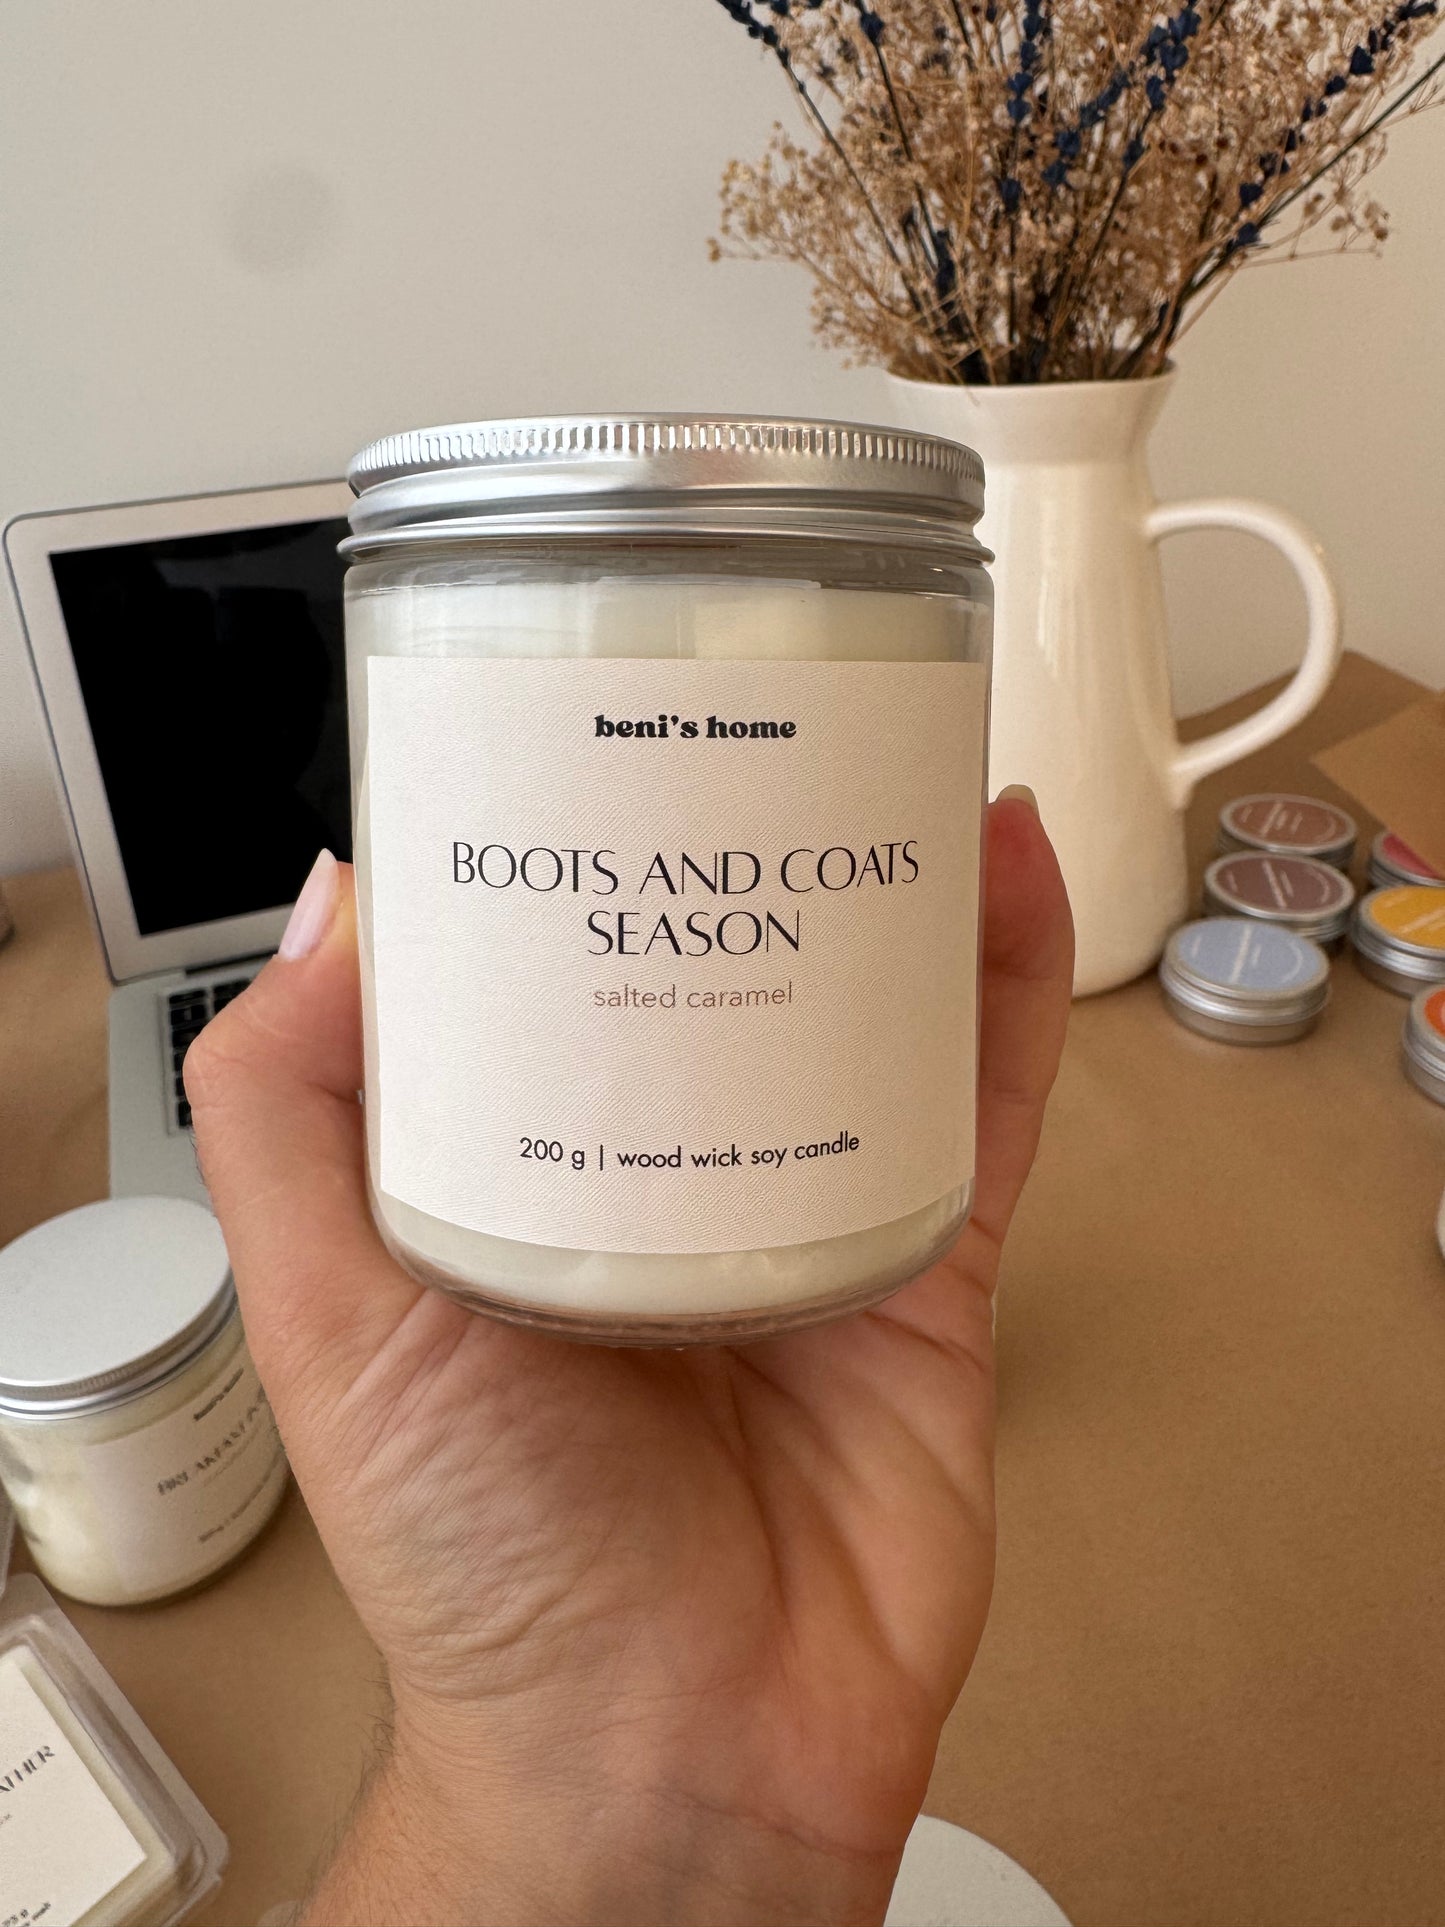 beni's home
BOOTS AND COATS
SEASON
salted caramel
200 g | wood wick soy candle